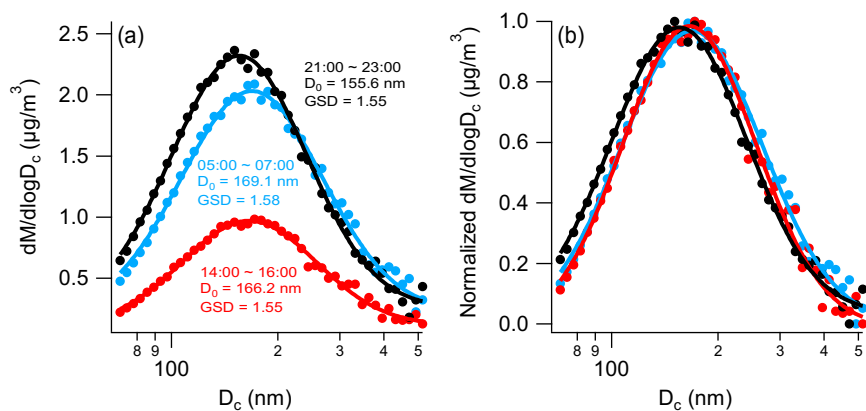 (a)
2.5
2.0
1.5
1.0
0.5
dM/dlogD_c (µg/m³)
21:00 ~ 23:00
D₀ = 155.6 nm
GSD = 1.55
05:00 ~ 07:00
D₀ = 169.1 nm
GSD = 1.58
14:00 ~ 16:00
D₀ = 166.2 nm
GSD = 1.55
8 9 2 3 4 5
100
D_c (nm)
(b)
1.0
0.8
0.6
0.4
0.2
0.0
Normalized dM/dlogD_c (µg/m³)
8 9 2 3 4 5
100
D_c (nm)